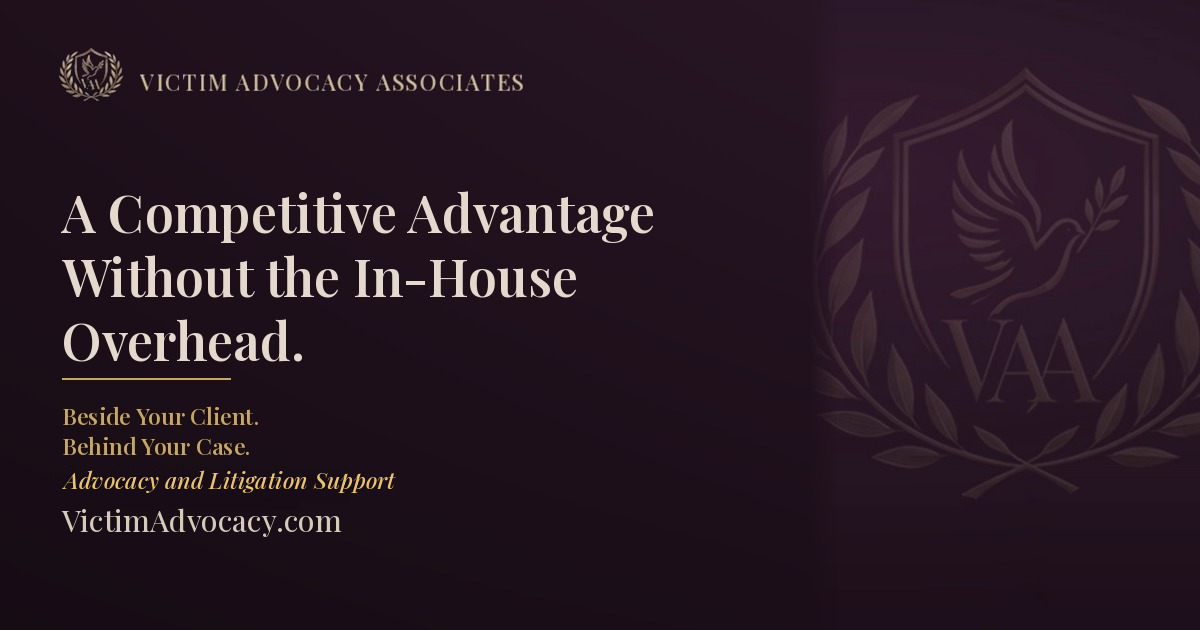 VICTIM ADVOCACY ASSOCIATES
A Competitive Advantage
Without the In-House
Overhead.
Beside Your Client.
Behind Your Case.
Advocacy and Litigation Support
VictimAdvocacy.com
VAA